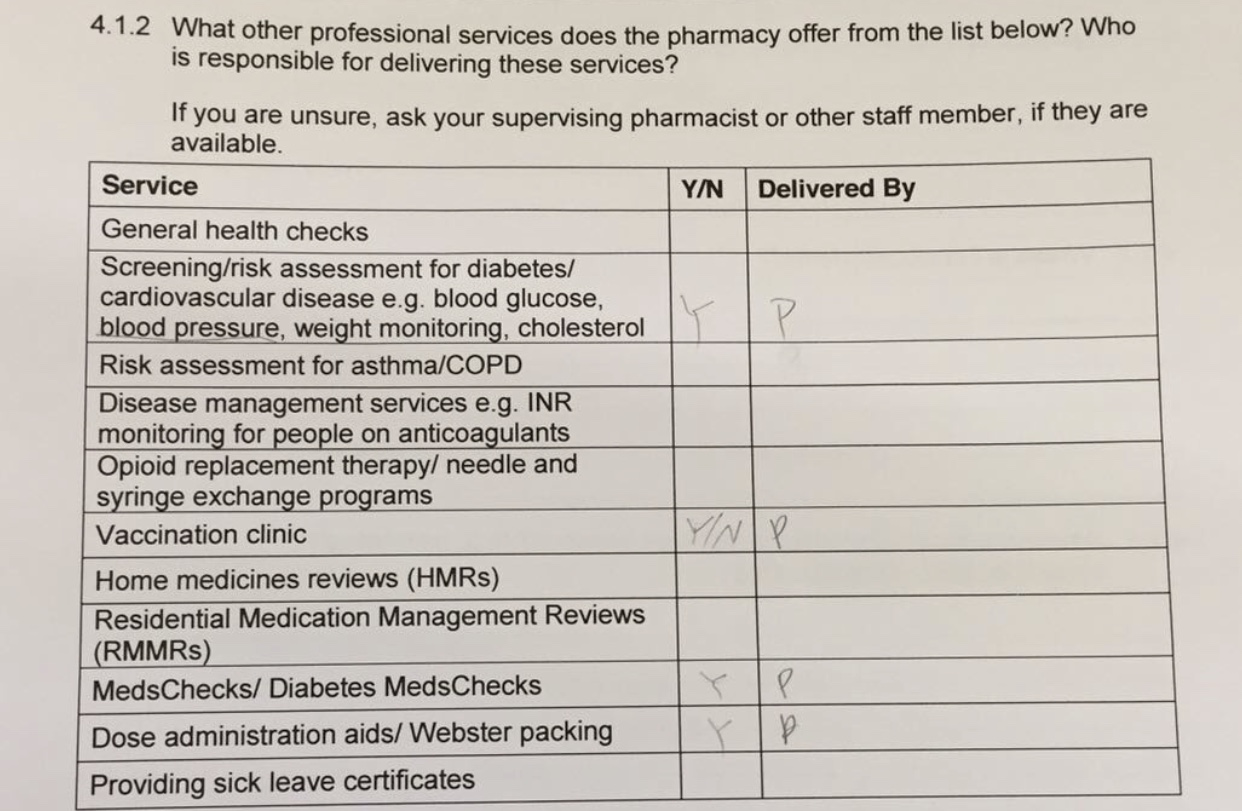 4.1.2 What other professional services does the pharmacy offer from the list below? Who
is responsible for delivering these services?
If you are unsure, ask your supervising pharmacist or other staff member, if they are
available.
Service Y/N Delivered By
General health checks
Screening/risk assessment for diabetes/
cardiovascular disease e.g. blood glucose,
blood pressure, weight monitoring, cholesterol Y P
Risk assessment for asthma/COPD
Disease management services e.g. INR
monitoring for people on anticoagulants
Opioid replacement therapy/ needle and
syringe exchange programs
Vaccination clinic Y/N P
Home medicines reviews (HMRs)
Residential Medication Management Reviews
(RMMRs)
MedsChecks/ Diabetes MedsChecks Y P
Dose administration aids/ Webster packing Y P
Providing sick leave certificates